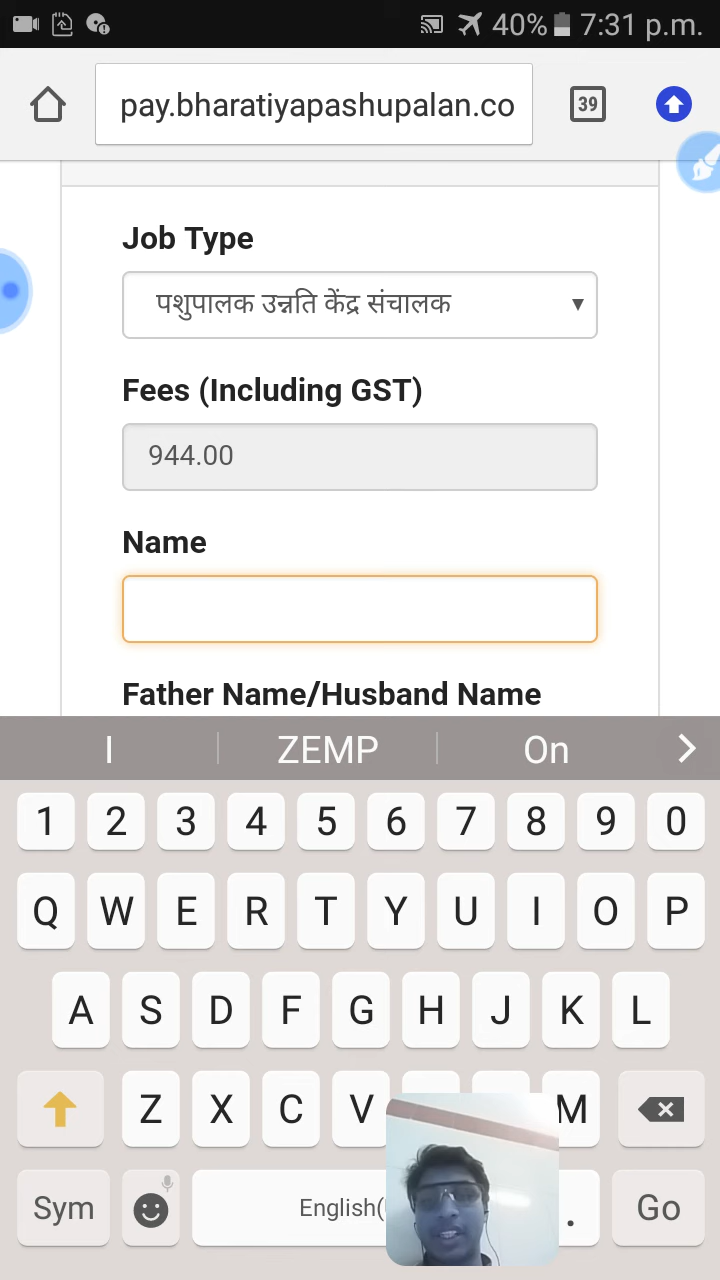 40% 7:31 p.m.
pay.bharatiyapashupalan.co
39
Job Type
पशुपालक उन्नति केंद्र संचालक
Fees (Including GST)
944.00
Name
Father Name/Husband Name
I ZEMP On
1 2 3 4 5 6 7 8 9 0
Q W E R T Y U I O P
A S D F G H J K L
Z X C V M
Sym English( . Go